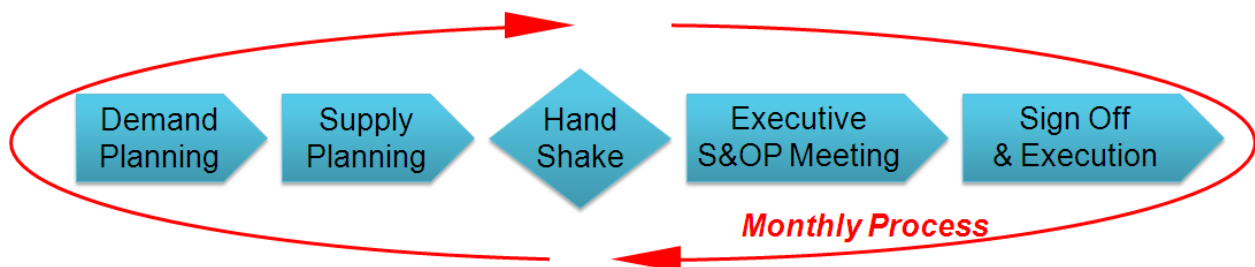 Demand
Planning
Supply
Planning
Hand
Shake
Executive
S&OP Meeting
Sign Off
& Execution
Monthly Process